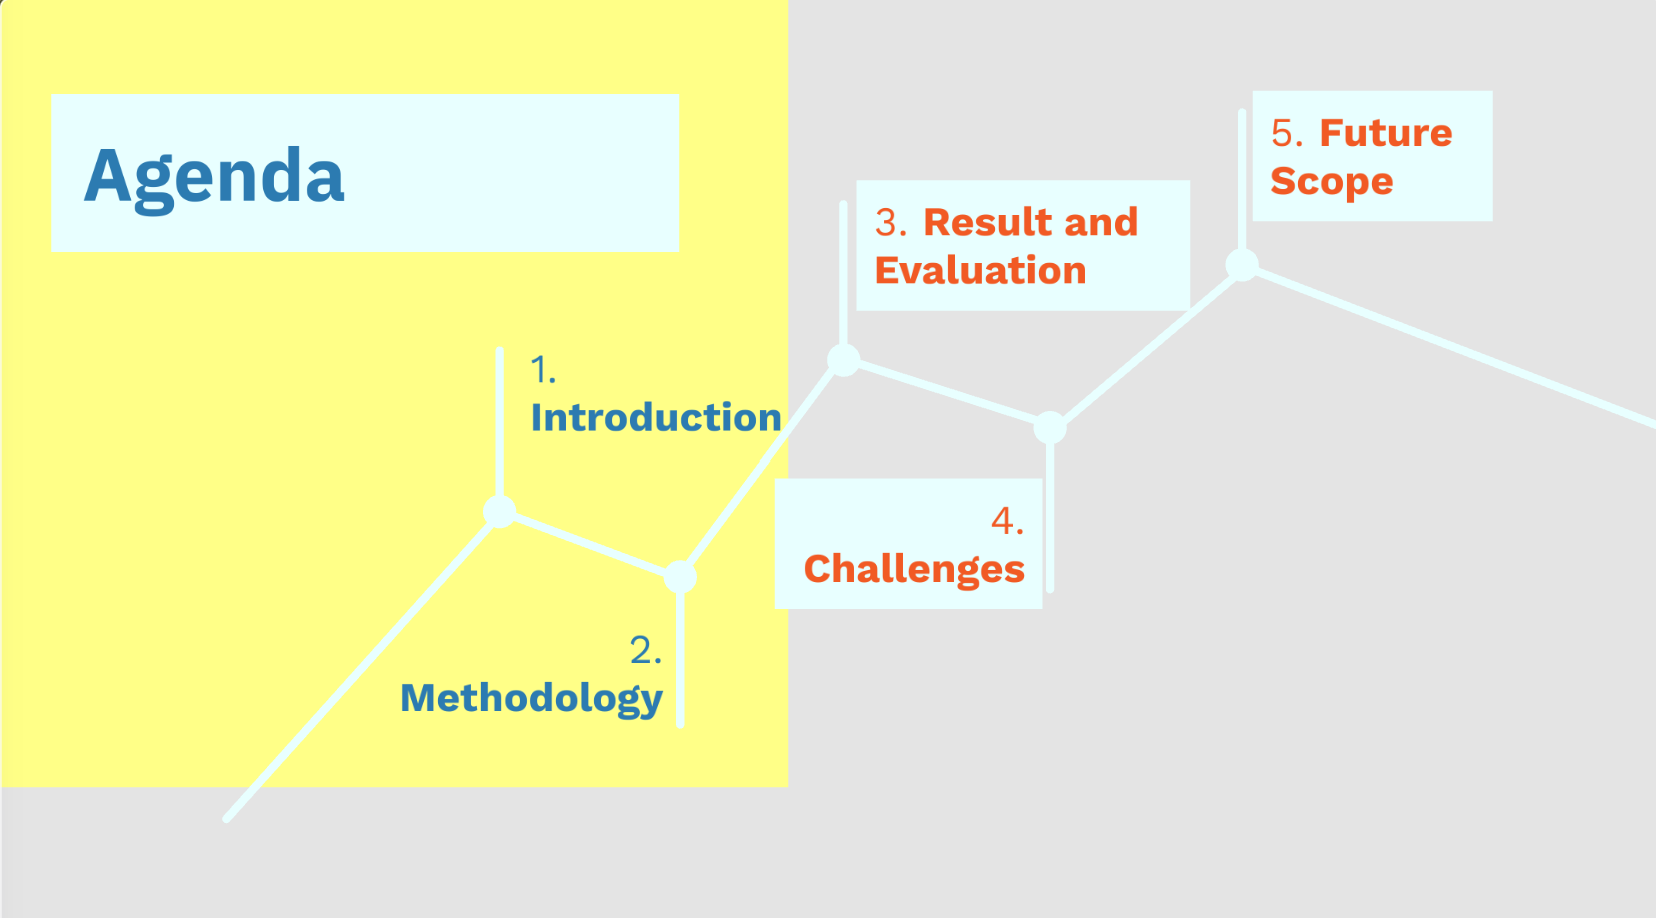 Agenda
1.
Introduction
2.
Methodology
3. Result and
Evaluation
4.
Challenges
5. Future
Scope